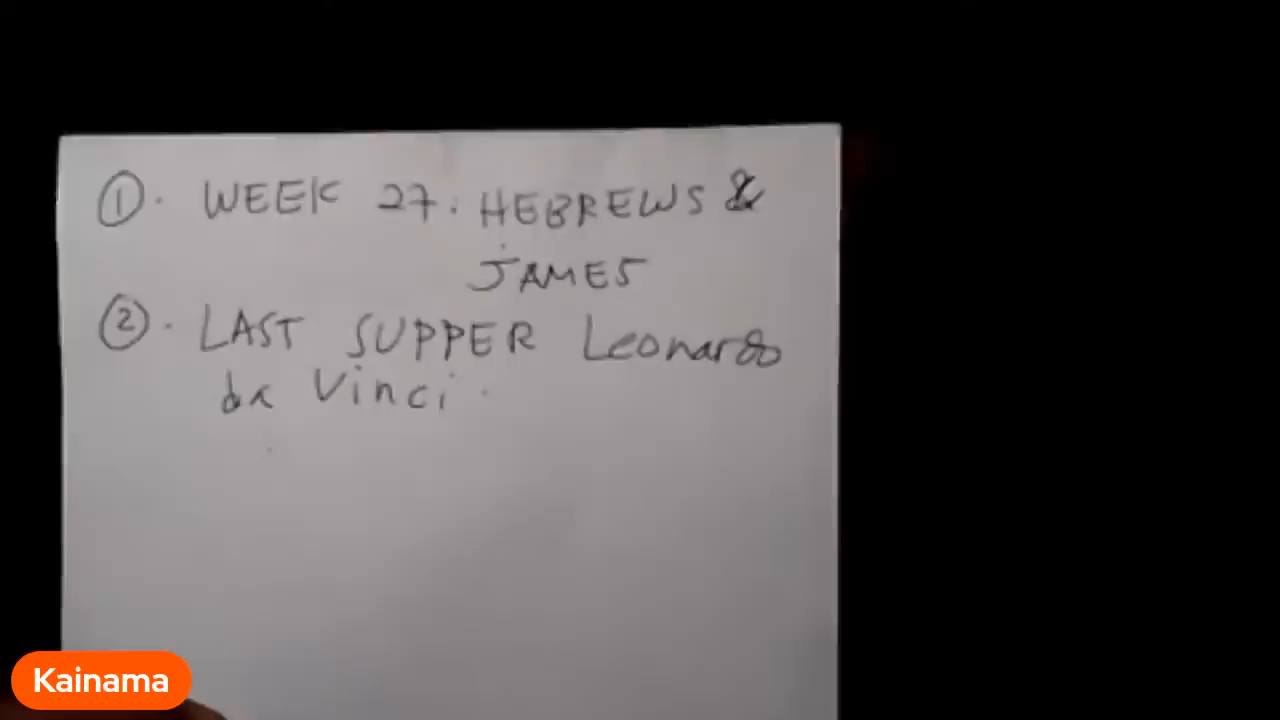 ①. WEEK 27. HEBREWS &
JAMES
②. LAST SUPPER Leonardo
da Vinci.
Kainama